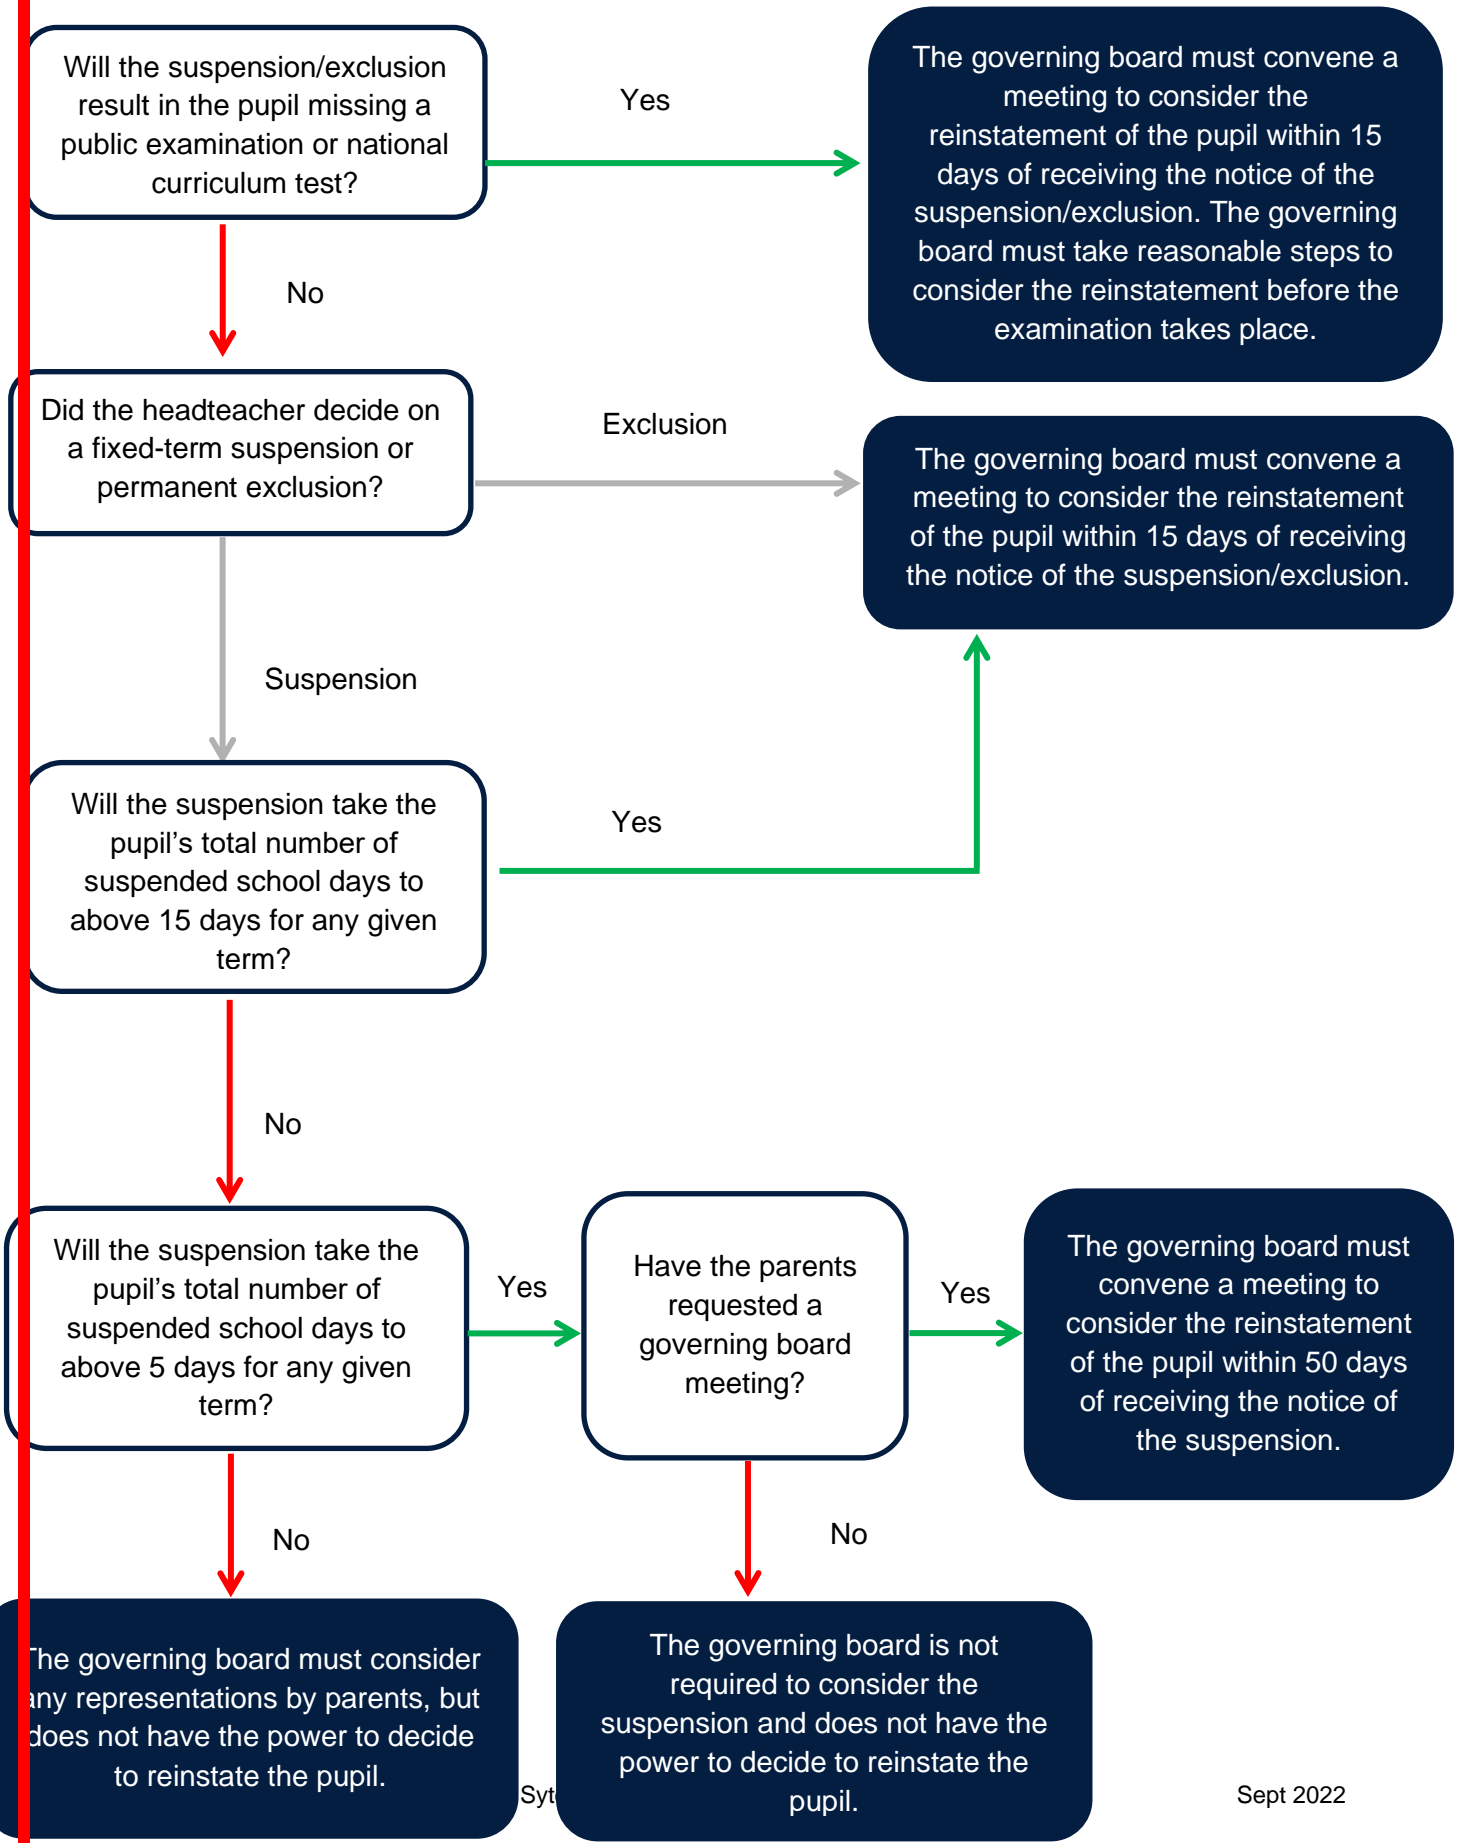 Will the suspension/exclusion
result in the pupil missing a
public examination or national
curriculum test?
Yes
The governing board must convene a
meeting to consider the
reinstatement of the pupil within 15
days of receiving the notice of the
suspension/exclusion. The governing
board must take reasonable steps to
consider the reinstatement before the
examination takes place.
No
Did the headteacher decide on
a fixed-term suspension or
permanent exclusion?
Exclusion
The governing board must convene a
meeting to consider the reinstatement
of the pupil within 15 days of receiving
the notice of the suspension/exclusion.
Suspension
Will the suspension take the
pupil’s total number of
suspended school days to
above 15 days for any given
term?
Yes
No
Will the suspension take the
pupil’s total number of
suspended school days to
above 5 days for any given
term?
Yes
Have the parents
requested a
governing board
meeting?
Yes
The governing board must
convene a meeting to
consider the reinstatement
of the pupil within 50 days
of receiving the notice of
the suspension.
No
No
The governing board must consider
any representations by parents, but
does not have the power to decide
to reinstate the pupil.
The governing board is not
required to consider the
suspension and does not have the
power to decide to reinstate the
pupil.
Sept 2022